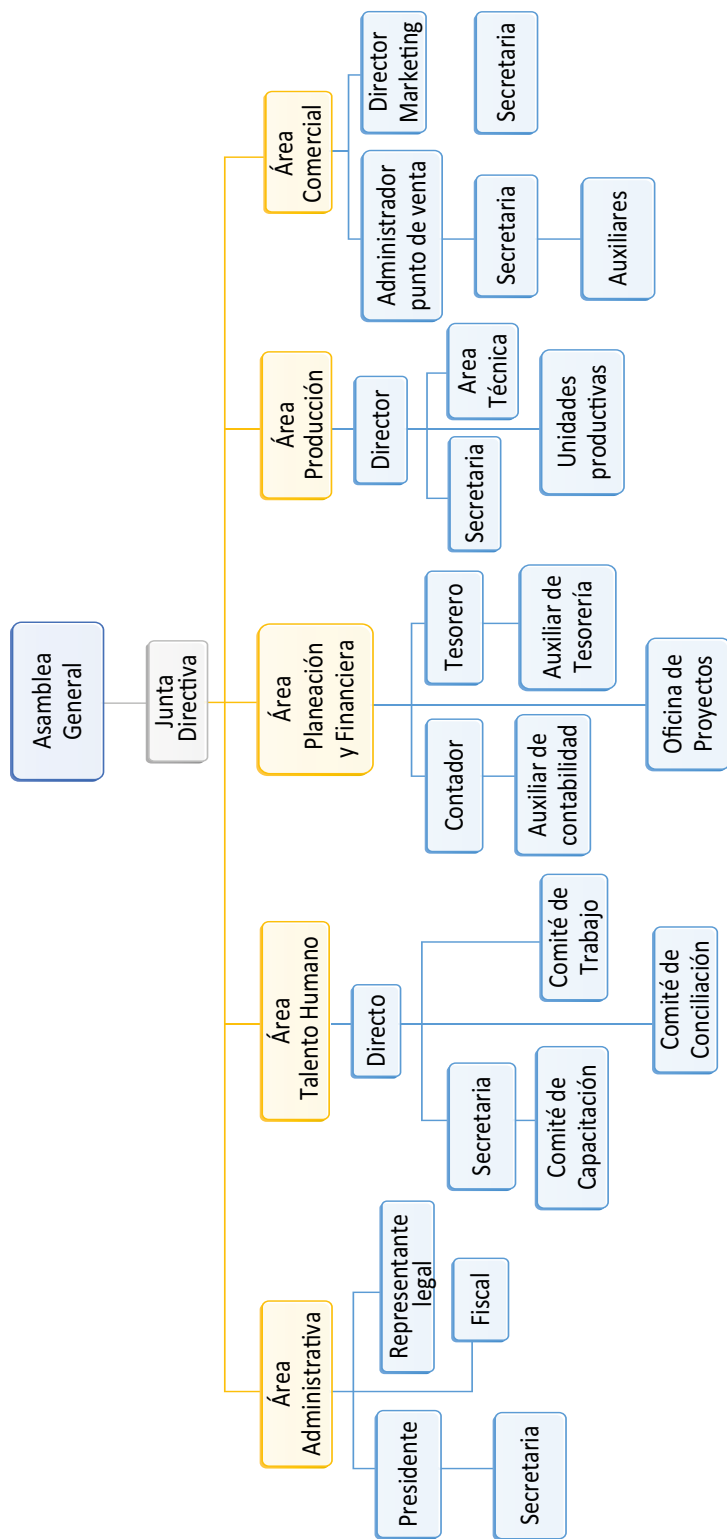 Asamblea
General
Junta
Directiva
Área
Administrativa
Presidente
Secretaria
Representante
legal
Fiscal
Área
Talento Humano
Directo
Secretaria
Comité de
Capacitación
Comité de
Trabajo
Comité de
Conciliación
Área
Planeación
y Financiera
Contador
Auxiliar de
contabilidad
Tesorero
Auxiliar de
Tesorería
Oficina de
Proyectos
Área
Producción
Director
Secretaria
Area
Técnica
Unidades
productivas
Área
Comercial
Administrador
punto de venta
Secretaria
Auxiliares
Director
Marketing
Secretaria